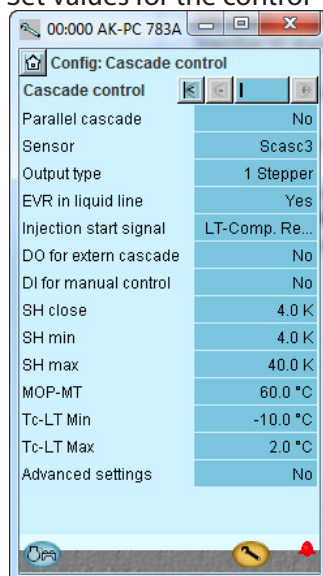 Set values for the control
00:000 AK-PC 783A
Config: Cascade control
Cascade control
Parallel cascade No
Sensor Scasc3
Output type 1 Stepper
EVR in liquid line Yes
Injection start signal LT-Comp. Re...
DO for extern cascade No
DI for manual control No
SH close 4.0 K
SH min 4.0 K
SH max 40.0 K
MOP-MT 60.0 °C
Tc-LT Min -10.0 °C
Tc-LT Max 2.0 °C
Advanced settings No